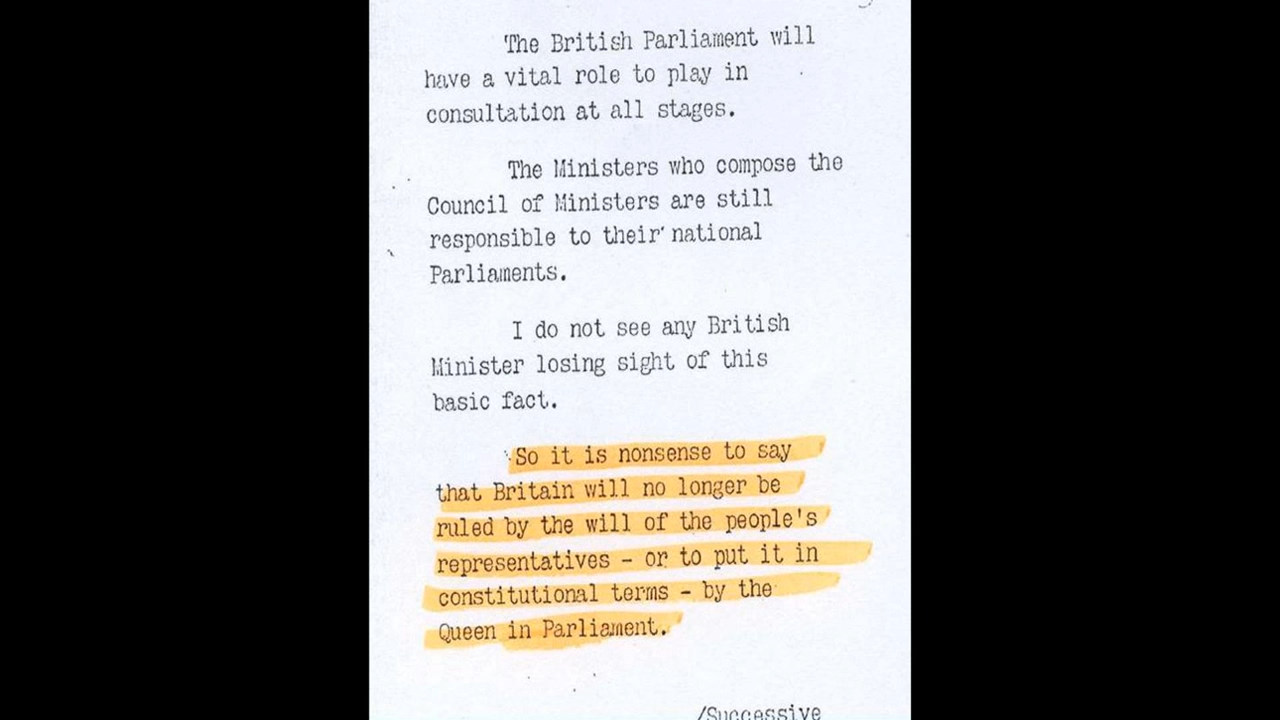 The British Parliament will
have a vital role to play in
consultation at all stages.
The Ministers who compose the
Council of Ministers are still
responsible to their national
Parliaments.
I do not see any British
Minister losing sight of this
basic fact.
So it is nonsense to say
that Britain will no longer be
ruled by the will of the people's
representatives - or to put it in
constitutional terms - by the
Queen in Parliament.
/Successive